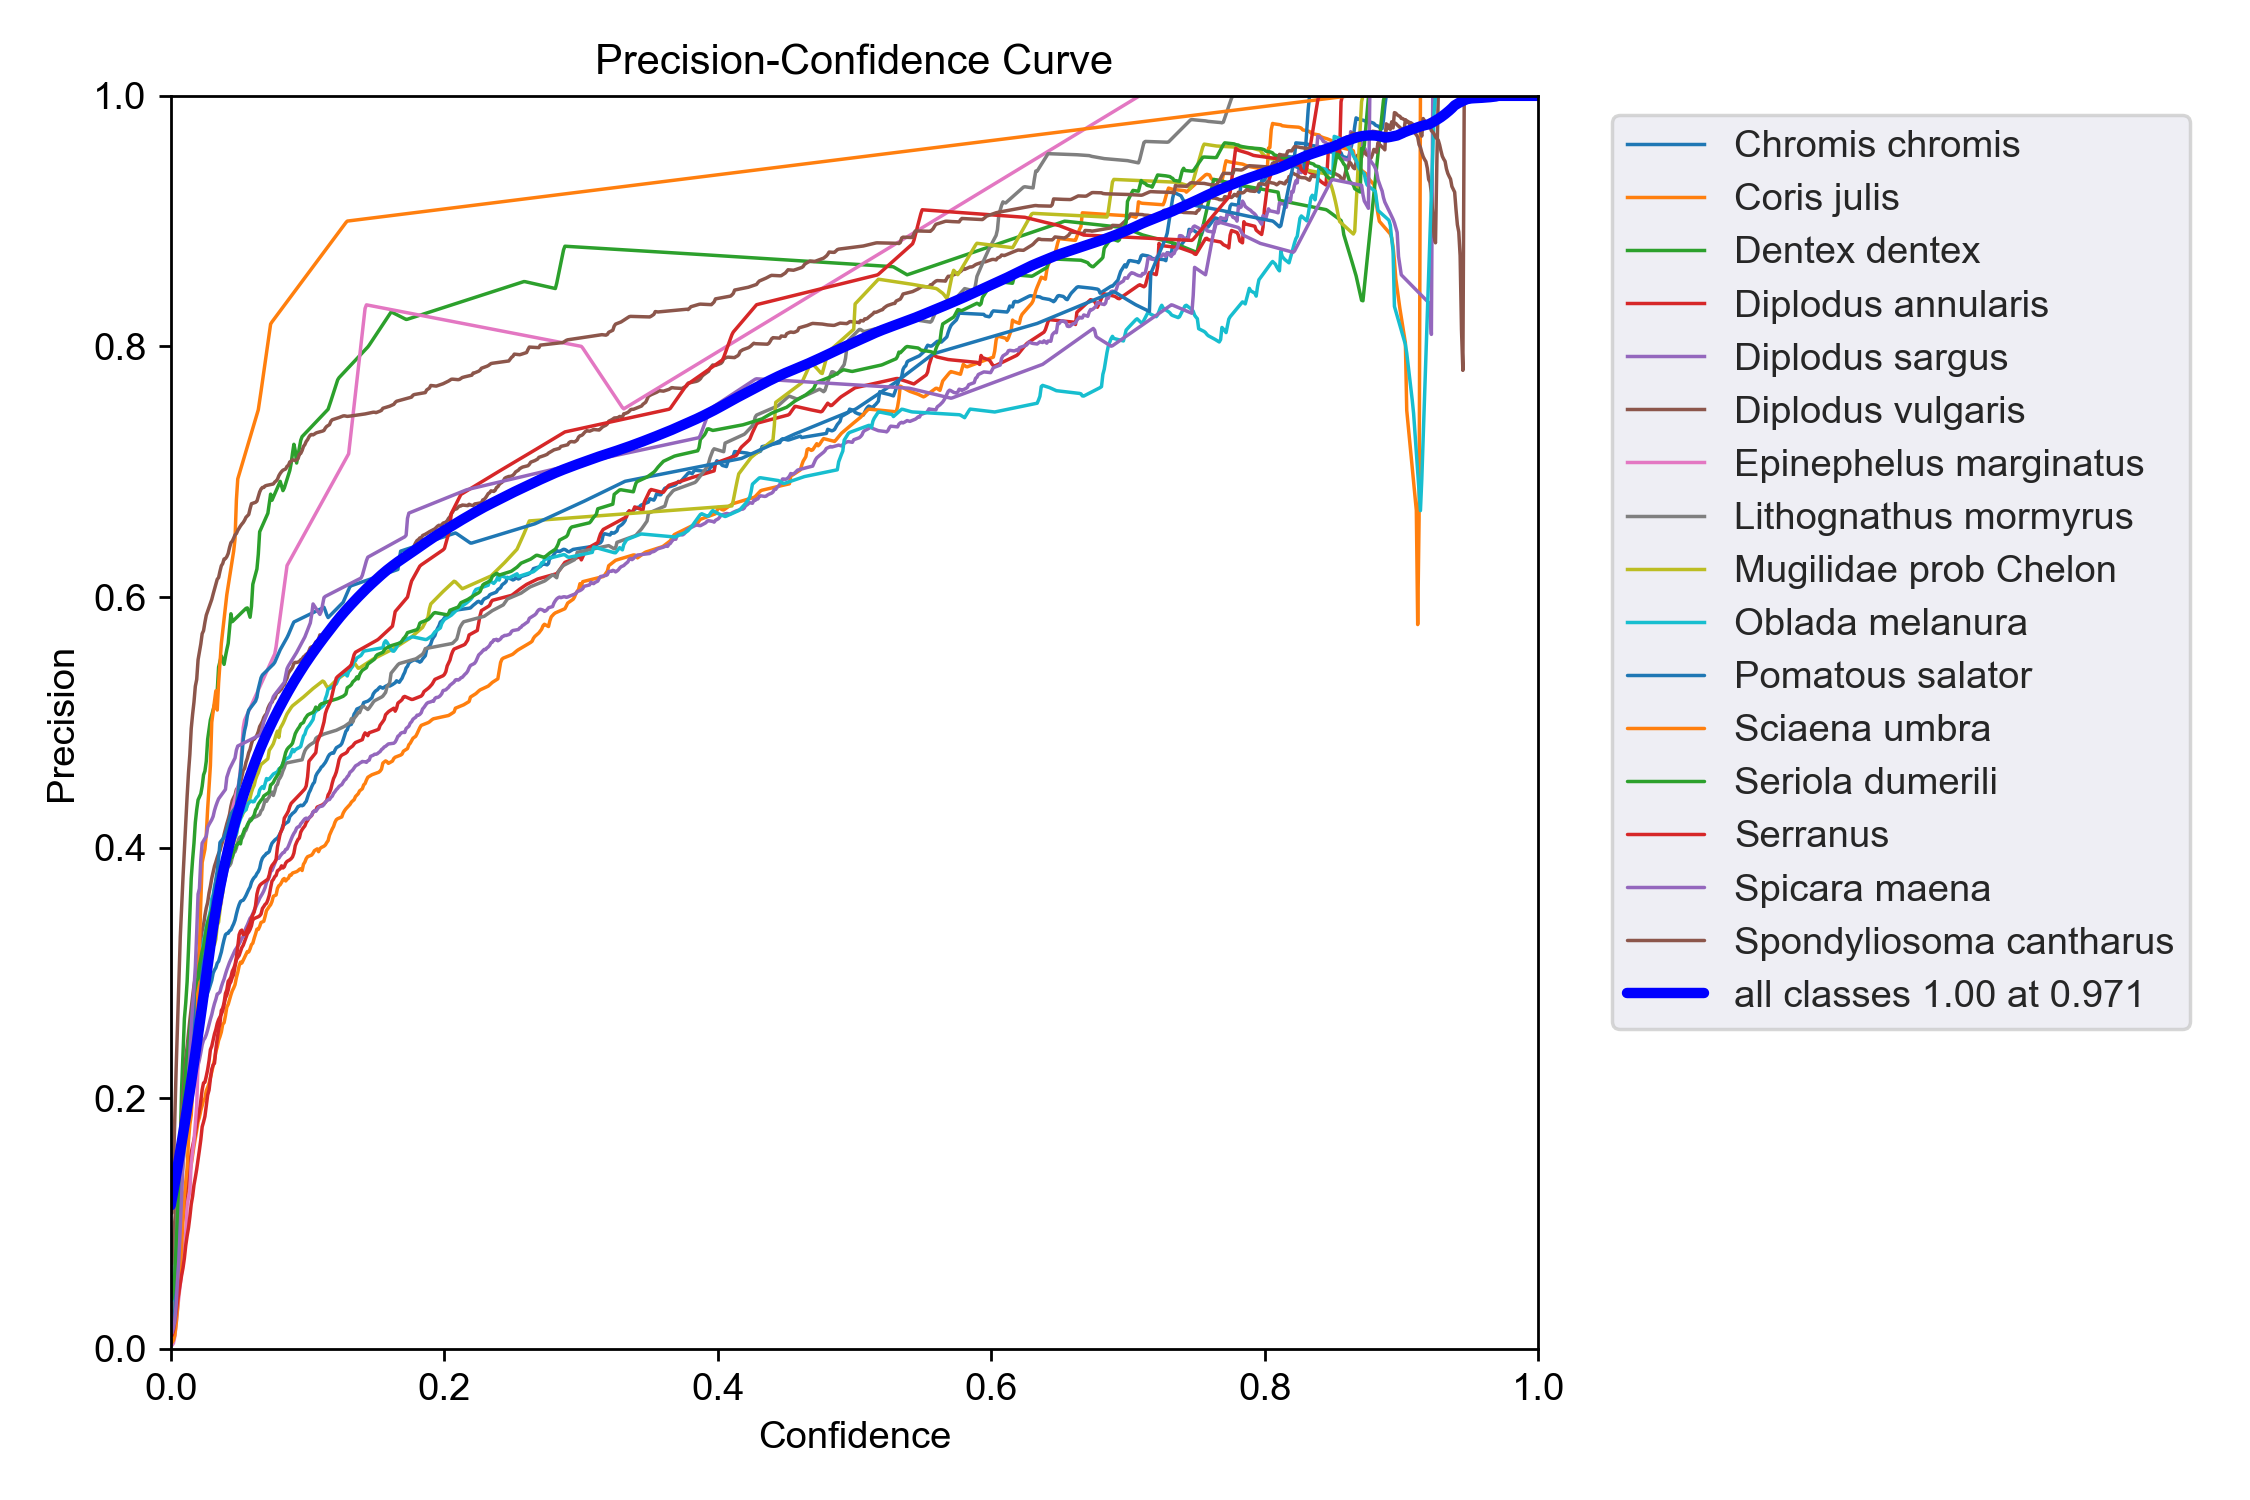 Precision-Confidence Curve
1.0
0.8
0.6
0.4
0.2
0.0
Precision
0.0 0.2 0.4 0.6 0.8 1.0
Confidence
Chromis chromis
Coris julis
Dentex dentex
Diplodus annularis
Diplodus sargus
Diplodus vulgaris
Epinephelus marginatus
Lithognathus mormyrus
Mugilidae prob Chelon
Oblada melanura
Pomatous salator
Sciaena umbra
Seriola dumerili
Serranus
Spicara maena
Spondyliosoma cantharus
all classes 1.00 at 0.971